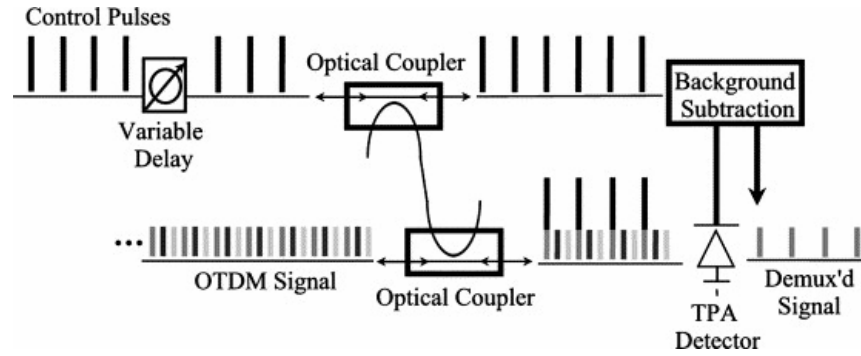 Control Pulses
Optical Coupler
Background
Subtraction
Variable
Delay
•••
OTDM Signal
Optical Coupler
TPA
Detector
Demux'd
Signal